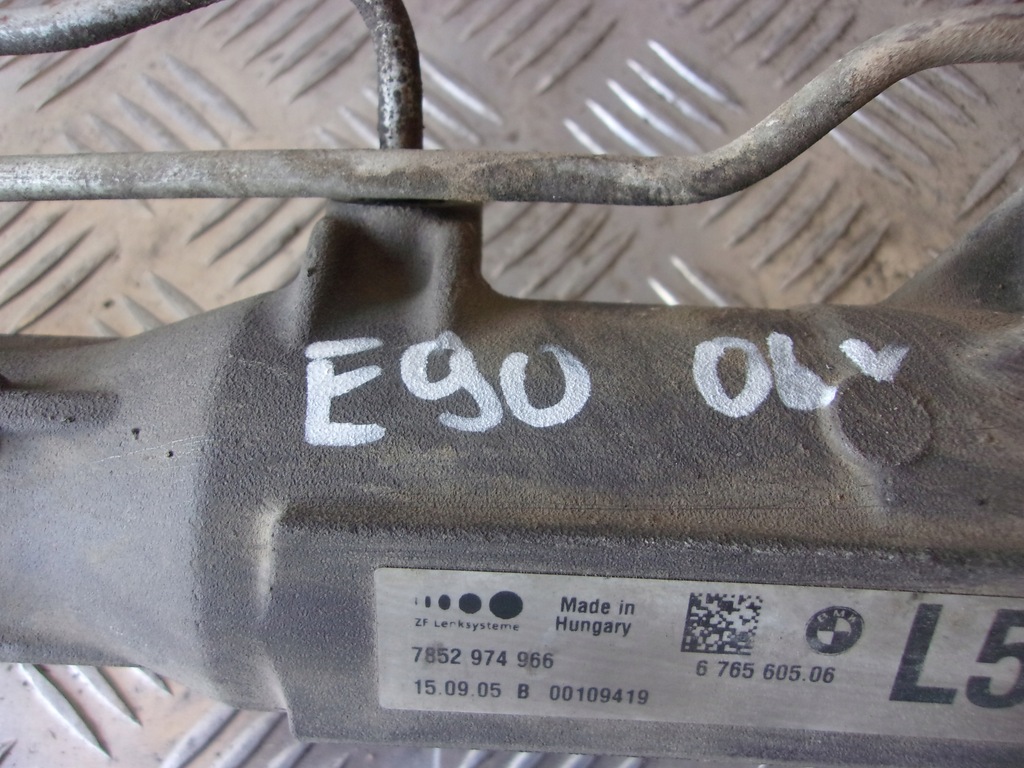 E90 06 v
ZF Lenksysteme
Made in
Hungary
7852 974 966
15.09.05 B 00109419
6 765 605.06
BMW
L5